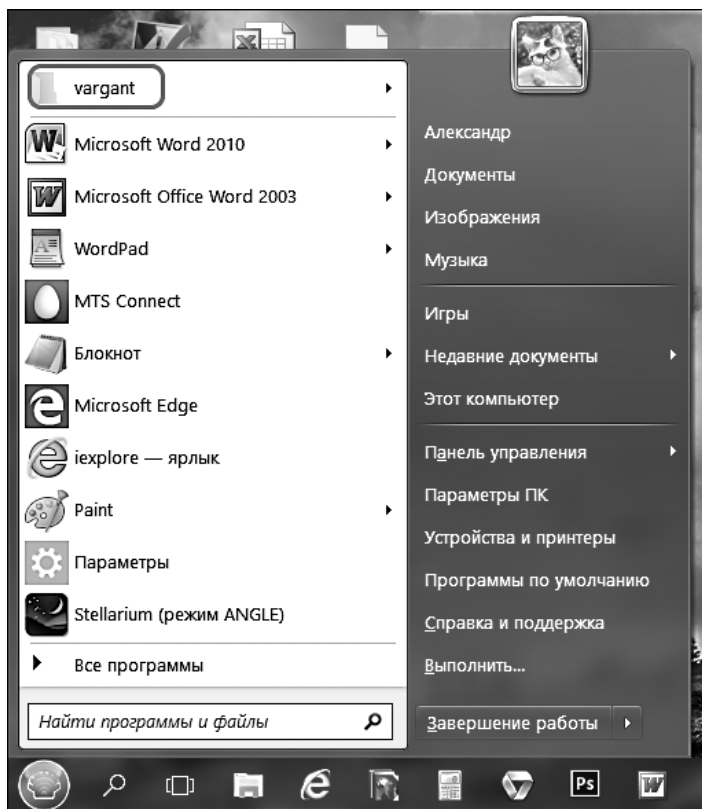 vargant
Microsoft Word 2010
Microsoft Office Word 2003
WordPad
MTS Connect
Блокнот
Microsoft Edge
iexplore — ярлык
Paint
Параметры
Stellarium (режим ANGLE)
Все программы
Найти программы и файлы
Александр
Документы
Изображения
Музыка
Игры
Недавние документы
Этот компьютер
Панель управления
Параметры ПК
Устройства и принтеры
Программы по умолчанию
Справка и поддержка
Выполнить...
Завершение работы
Ps